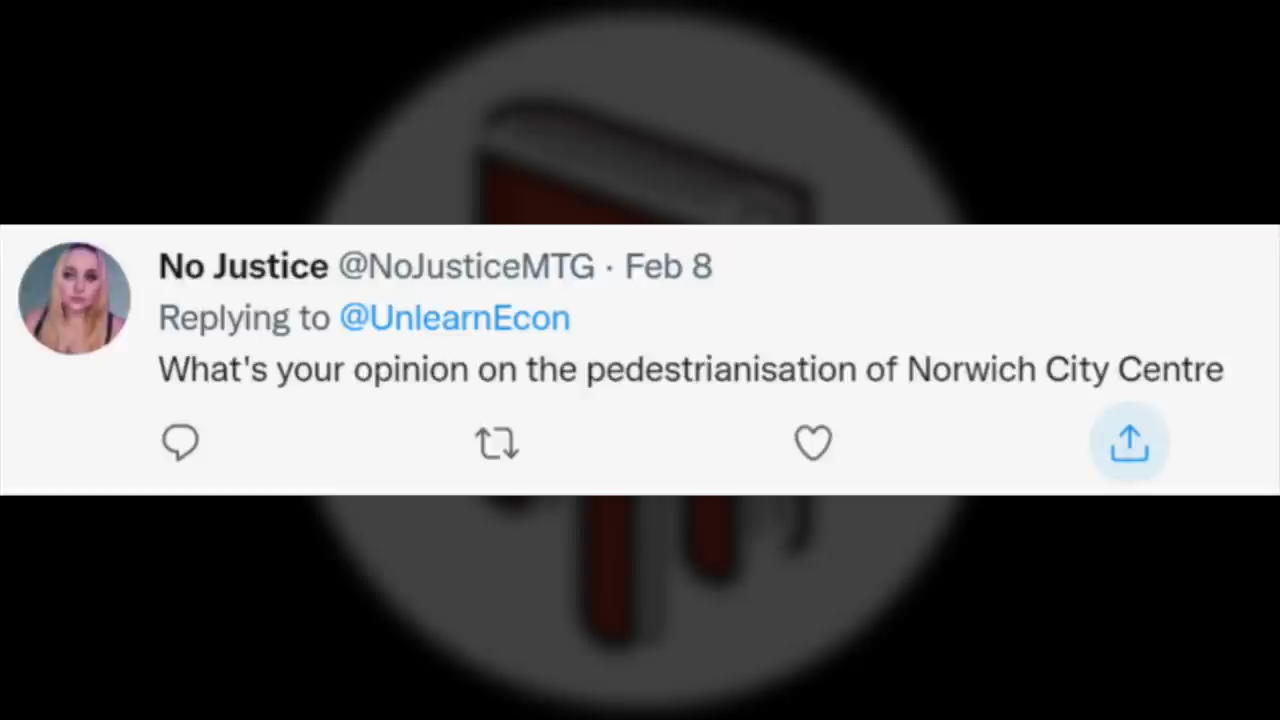 No Justice @NoJusticeMTG · Feb 8
Replying to @UnlearnEcon
What's your opinion on the pedestrianisation of Norwich City Centre